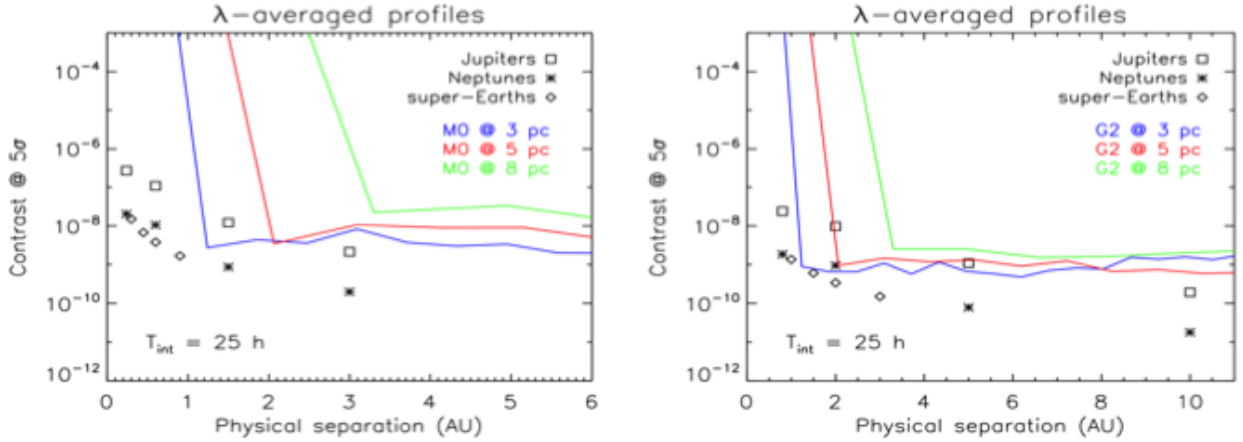 λ-averaged profiles
10⁻⁴
10⁻⁶
10⁻⁸
10⁻¹⁰
10⁻¹²
Contrast @ 5σ
Jupiters
Neptunes
super-Earths
M0 @ 3 pc
M0 @ 5 pc
M0 @ 8 pc
T_int = 25 h
0 1 2 3 4 5 6
Physical separation (AU)
λ-averaged profiles
10⁻⁴
10⁻⁶
10⁻⁸
10⁻¹⁰
10⁻¹²
Contrast @ 5σ
Jupiters
Neptunes
super-Earths
G2 @ 3 pc
G2 @ 5 pc
G2 @ 8 pc
T_int = 25 h
0 2 4 6 8 10
Physical separation (AU)